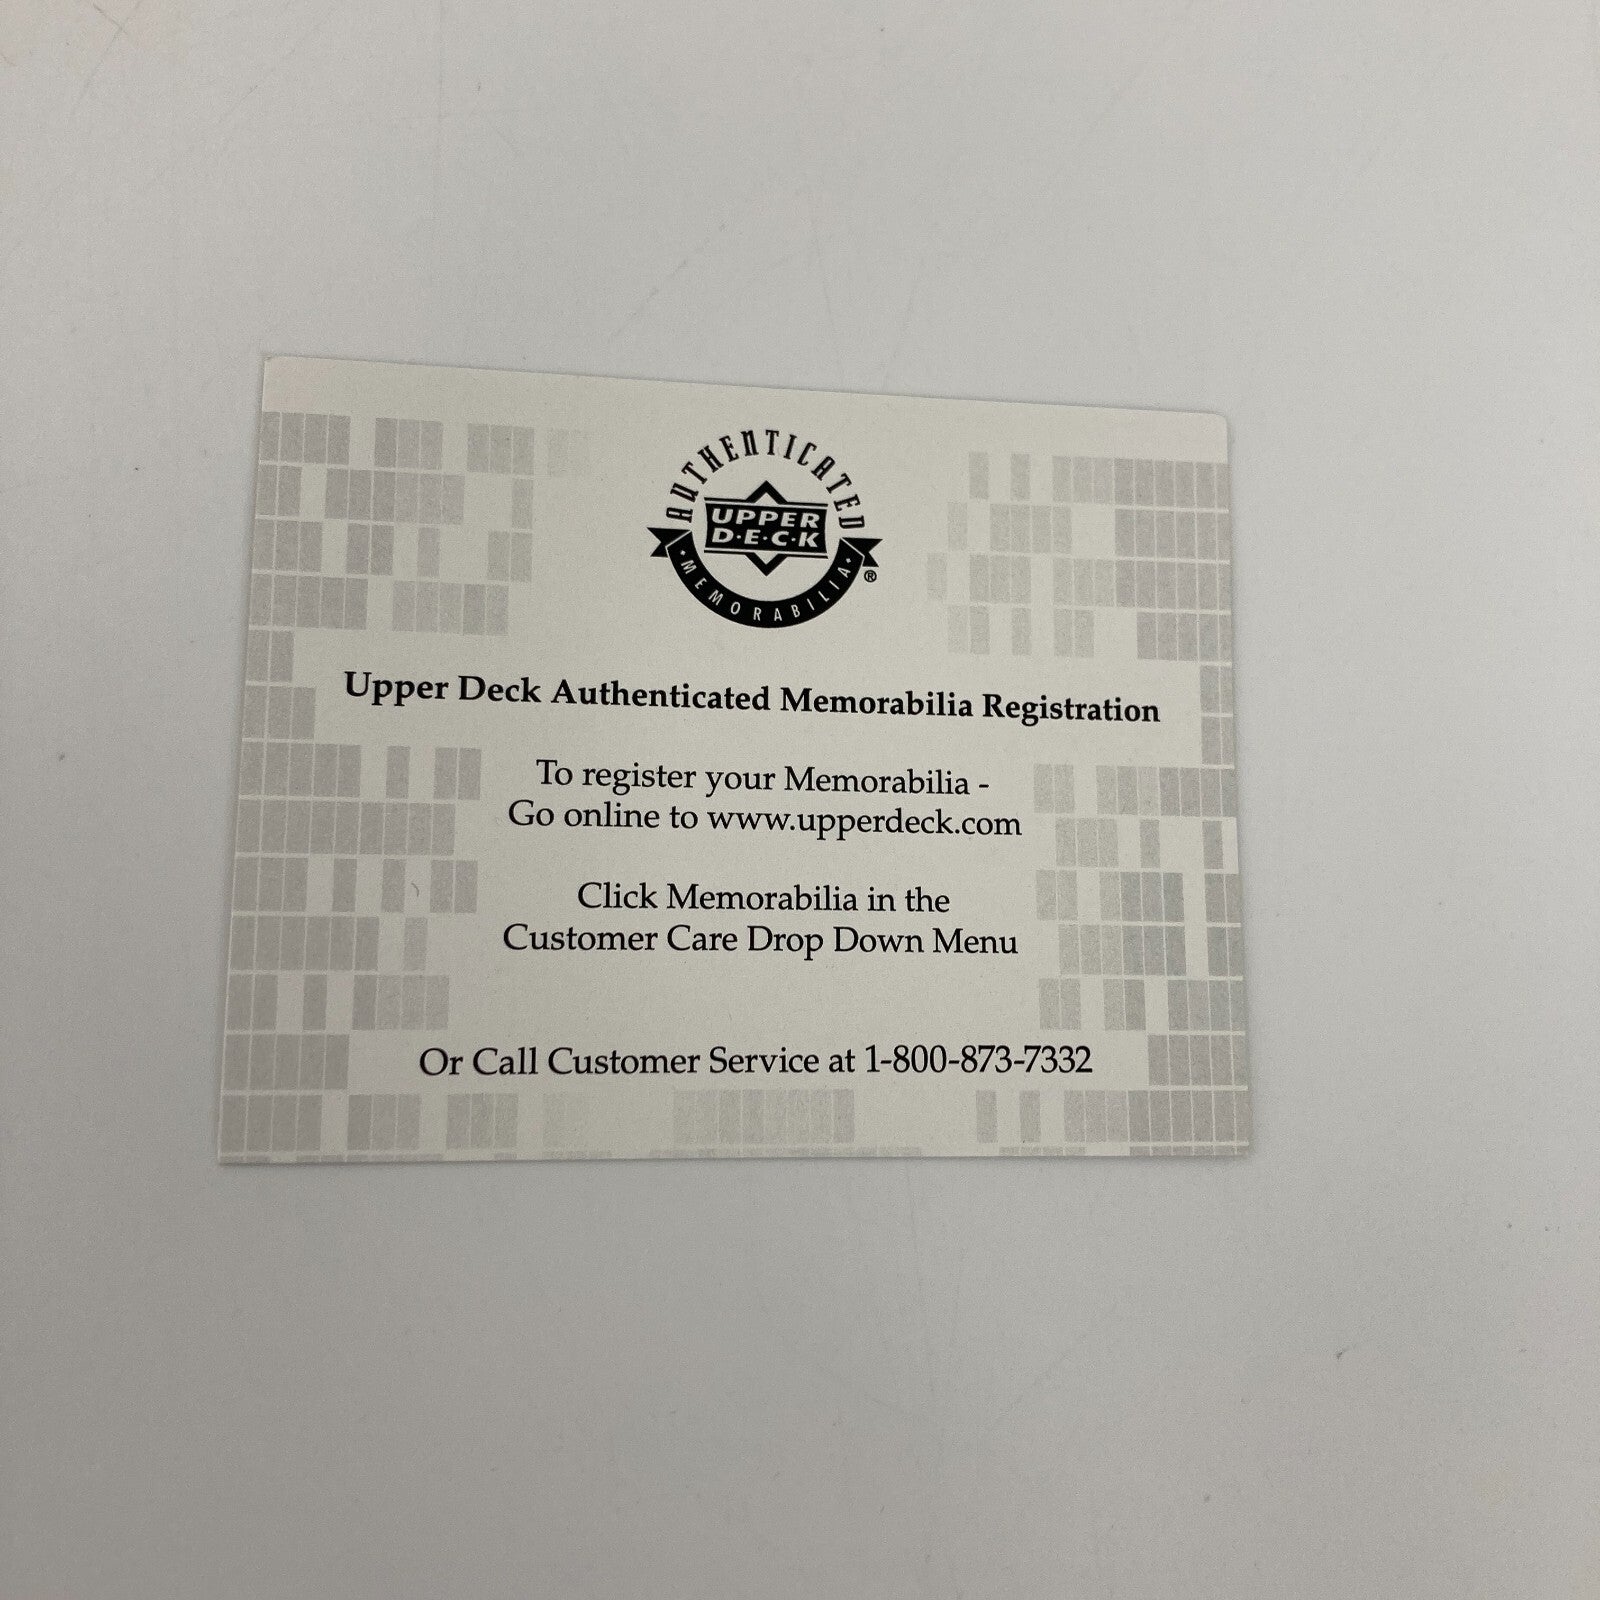 AUTHENTICATED
UPPER
D·E·C·K
·MEMORABILIA·
®
Upper Deck Authenticated Memorabilia Registration
To register your Memorabilia -
Go online to www.upperdeck.com
Click Memorabilia in the
Customer Care Drop Down Menu
Or Call Customer Service at 1-800-873-7332